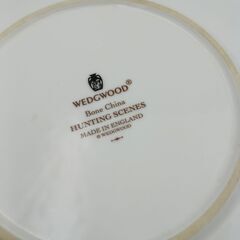 WEDGWOOD®
Bone China
HUNTING SCENES
MADE IN ENGLAND
© WEDGWOOD